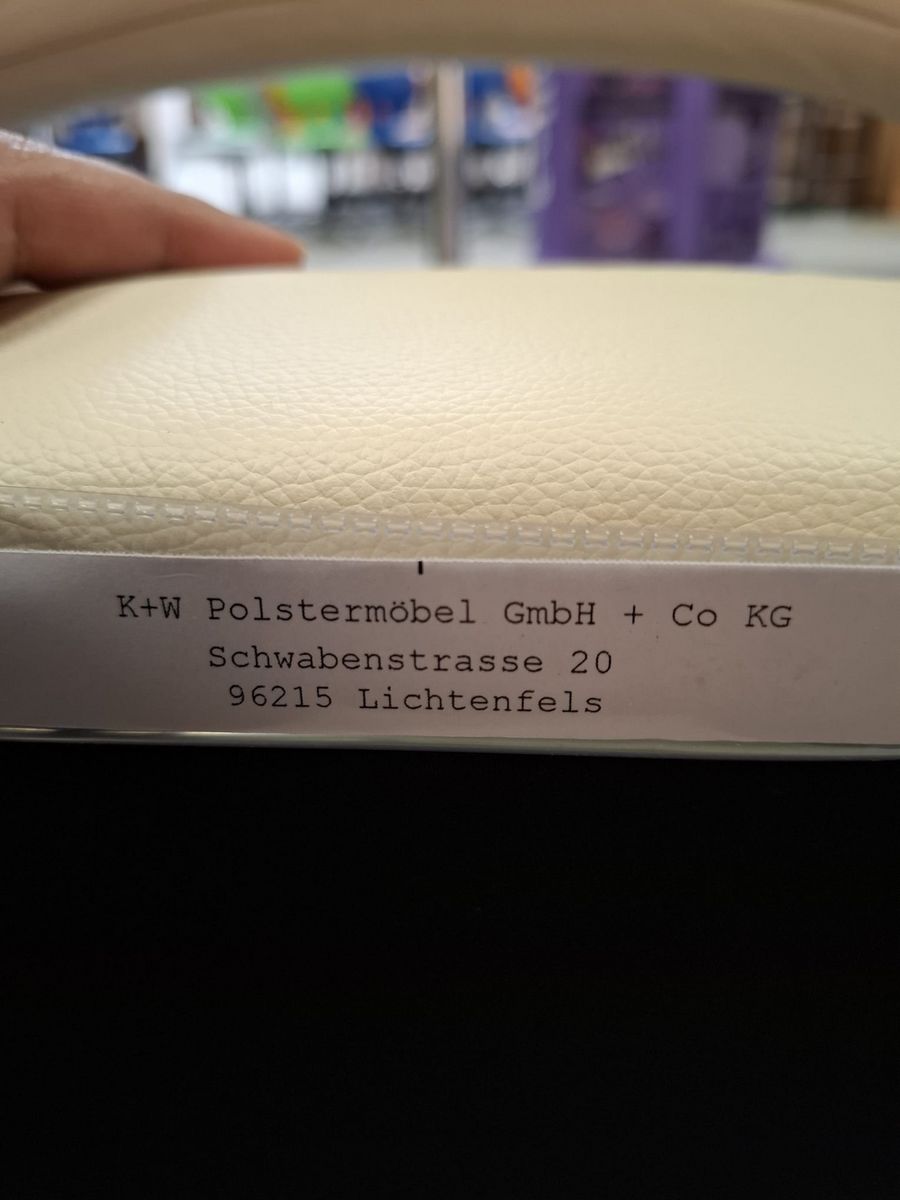 K+W Polstermöbel GmbH + Co KG
Schwabenstrasse 20
96215 Lichtenfels